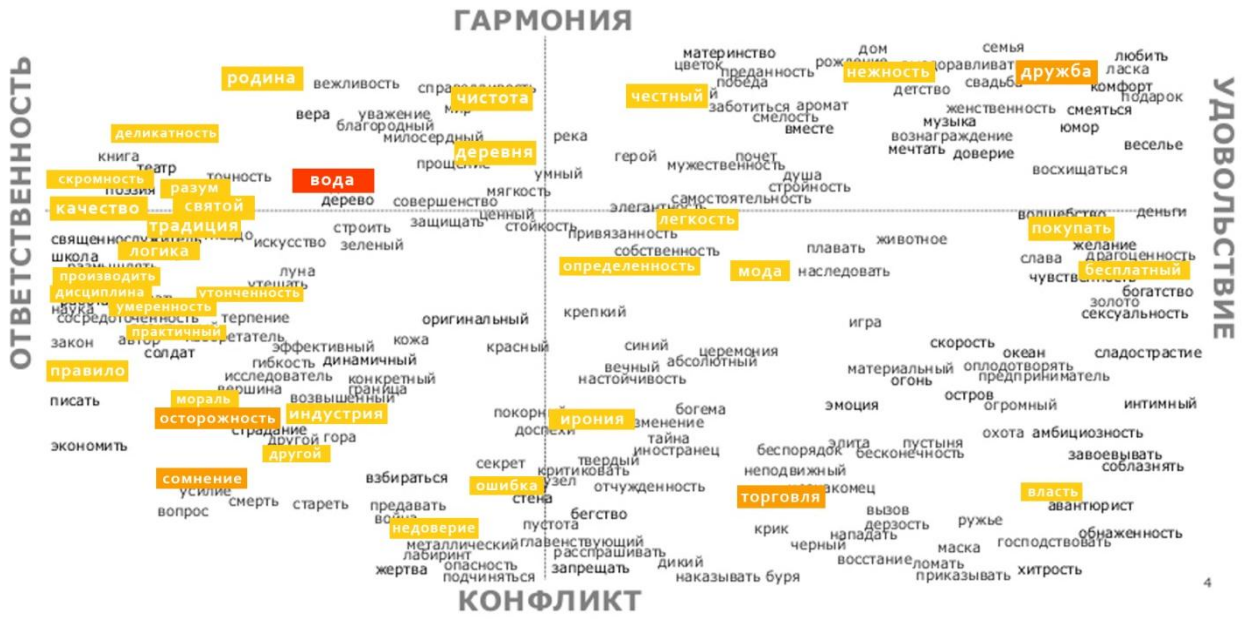 ГАРМОНИЯ
ОТВЕТСТВЕННОСТЬ
УДОВОЛЬСТВИЕ
материнство
дом
семья
любить
цветок
преданность
ласка
родина
вежливость
нежность
дружба
победа
свадьба
комфорт
детство
подарок
чистота
честный
заботиться
аромат
женственность
смеяться
вера
уважение
смелость
музыка
благородный
вместе
юмор
деликатность
милосердный
река
вознаграждение
веселье
мечтать
доверие
деревня
книга
герой
почет
театр
мужественность
умный
восхищаться
скромность
точность
вода
душа
разум
поэзия
мягкость
стройность
дерево
совершенство
самостоятельность
качество
святой
ценный
деньги
легкость
традиция
защищать
стойкость
строить
привязанность
покупать
священнослужитель
искусство
зеленый
животное
желание
логика
собственность
плавать
драгоценность
школа
слава
определенность
мода
наследовать
бесплатный
производить
луна
чувственность
утешать
дисциплина
утонченность
богатство
золото
умеренность
наука
крепкий
сексуальность
сосредоточенность
терпение
оригинальный
игра
практичный
закон
автор
кожа
скорость
эффективный
красный
синий
церемония
океан
сладострастие
солдат
гибкость
динамичный
абсолютный
вечный
материальный
оплодотворять
правило
исследователь
конкретный
настойчивость
огонь
предприниматель
вершина
граница
остров
мораль
возвышенный
писать
эмоция
огромный
интимный
осторожность
индустрия
ирония
богема
страдание
другой
гора
тайна
охота
амбициозность
экономить
иностранец
элита
пустыня
беспорядок
бесконечность
завоевывать
другой
секрет
твердый
соблазнять
критиковать
неподвижный
сомнение
взбираться
ошибка
узел
отчужденность
усилие
торговля
власть
смерть
стареть
предавать
стена
авантюрист
вопрос
бегство
вызов
недоверие
пустота
крик
дерзость
ружье
нападать
обнаженность
металлический
главенствующий
черный
маска
господствовать
лабиринт
расспрашивать
восстание
жертва
опасность
запрещать
дикий
ломать
хитрость
подчиняться
наказывать
буря
приказывать
4
КОНФЛИКТ